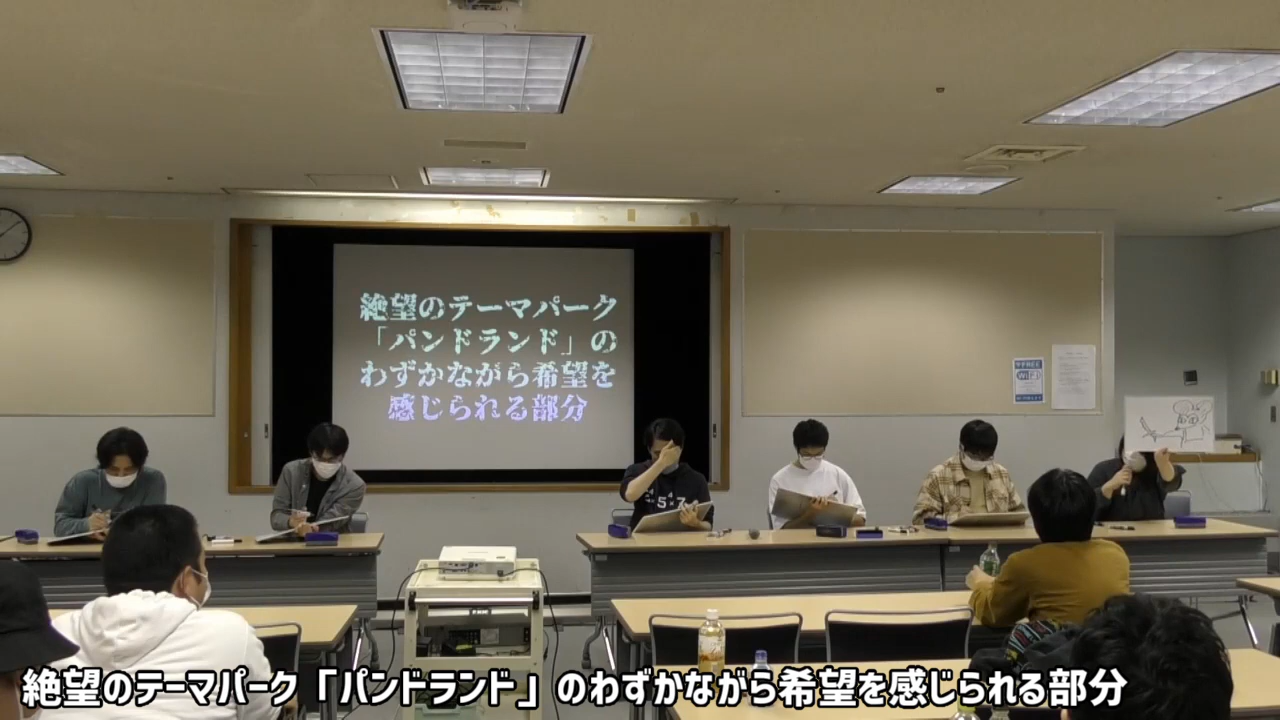 絶望のテーマパーク
「パンドランド」の
わずかながら希望を
感じられる部分
絶望のテーマパーク「パンドランド」のわずかながら希望を感じられる部分